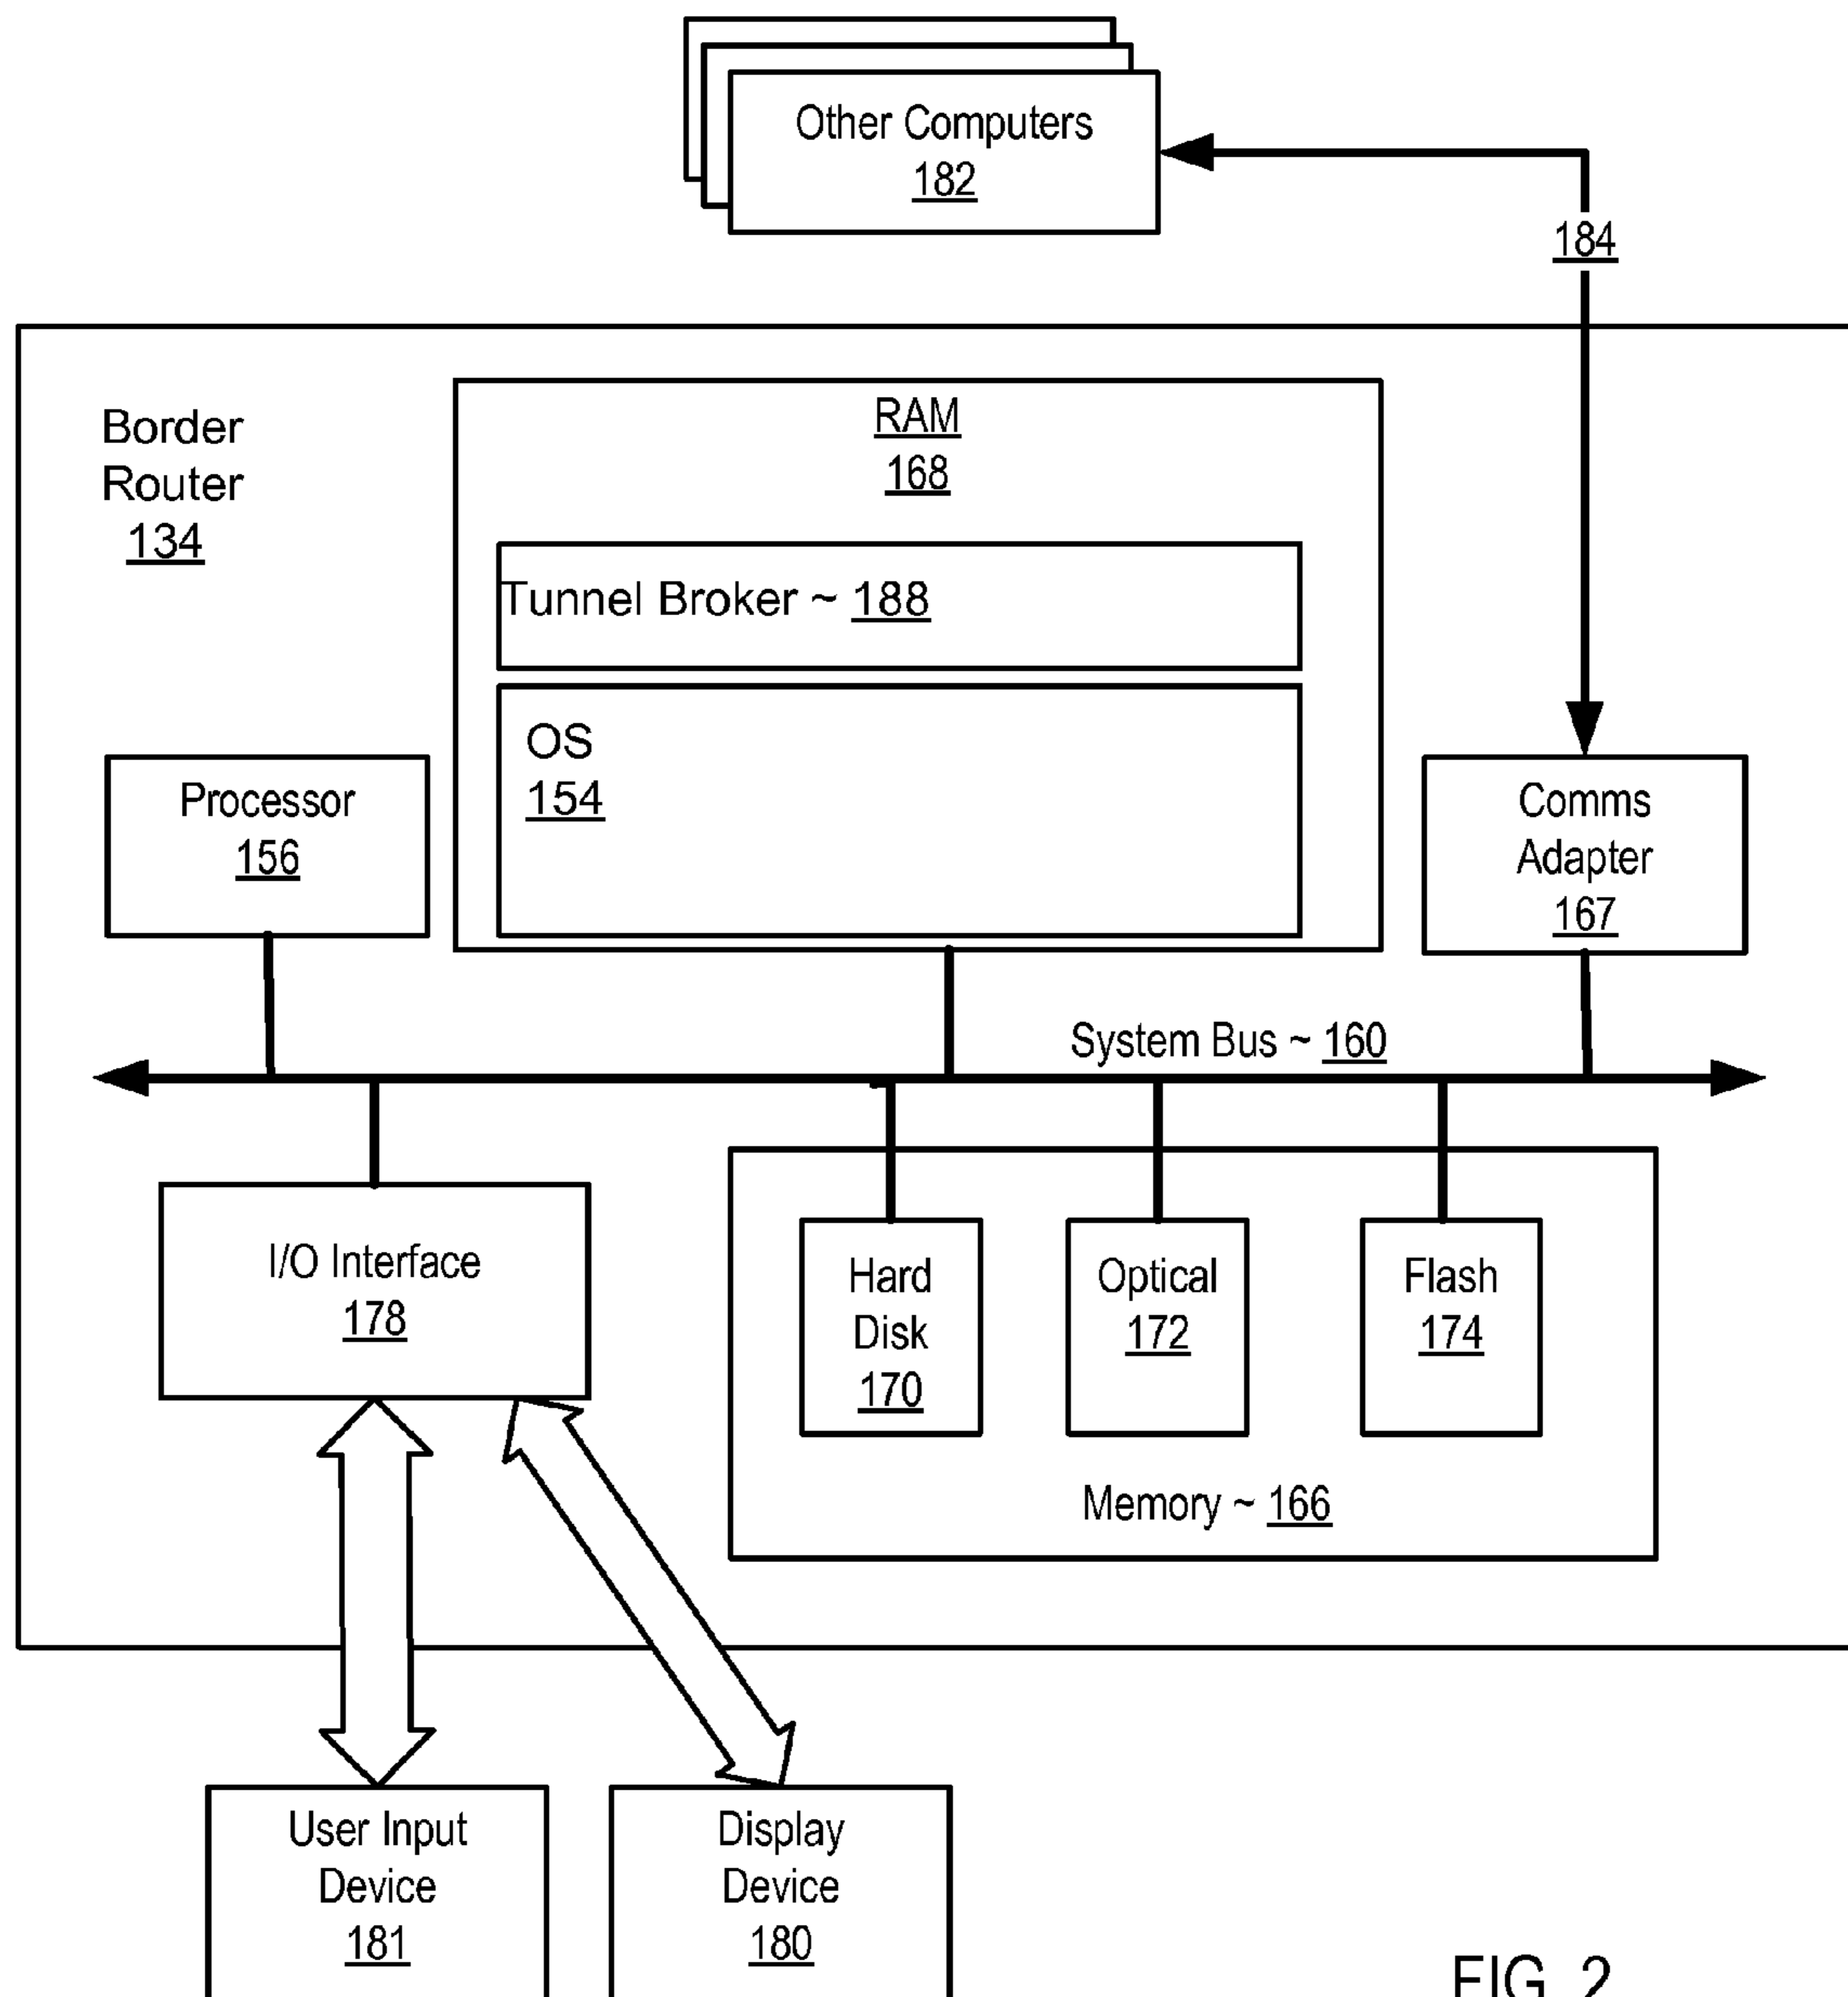 Other Computers
182
184
Border
Router
134
RAM
168
Tunnel Broker ~ 188
OS
154
Processor
156
Comms
Adapter
167
System Bus ~ 160
I/O Interface
178
Hard
Disk
170
Optical
172
Flash
174
Memory ~ 166
User Input
Device
181
Display
Device
180
FIG. 2